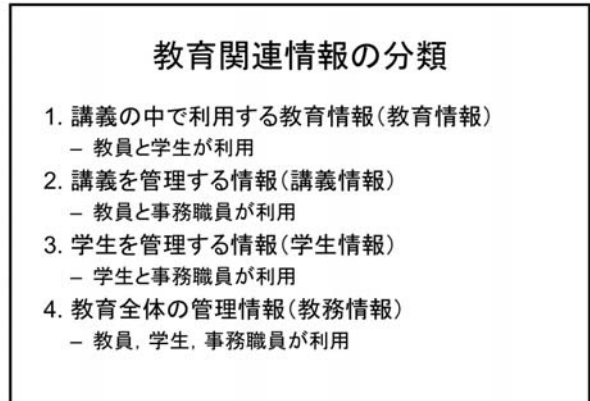 教育関連情報の分類
1. 講義の中で利用する教育情報(教育情報)
– 教員と学生が利用
2. 講義を管理する情報(講義情報)
– 教員と事務職員が利用
3. 学生を管理する情報(学生情報)
– 学生と事務職員が利用
4. 教育全体の管理情報(教務情報)
– 教員, 学生, 事務職員が利用